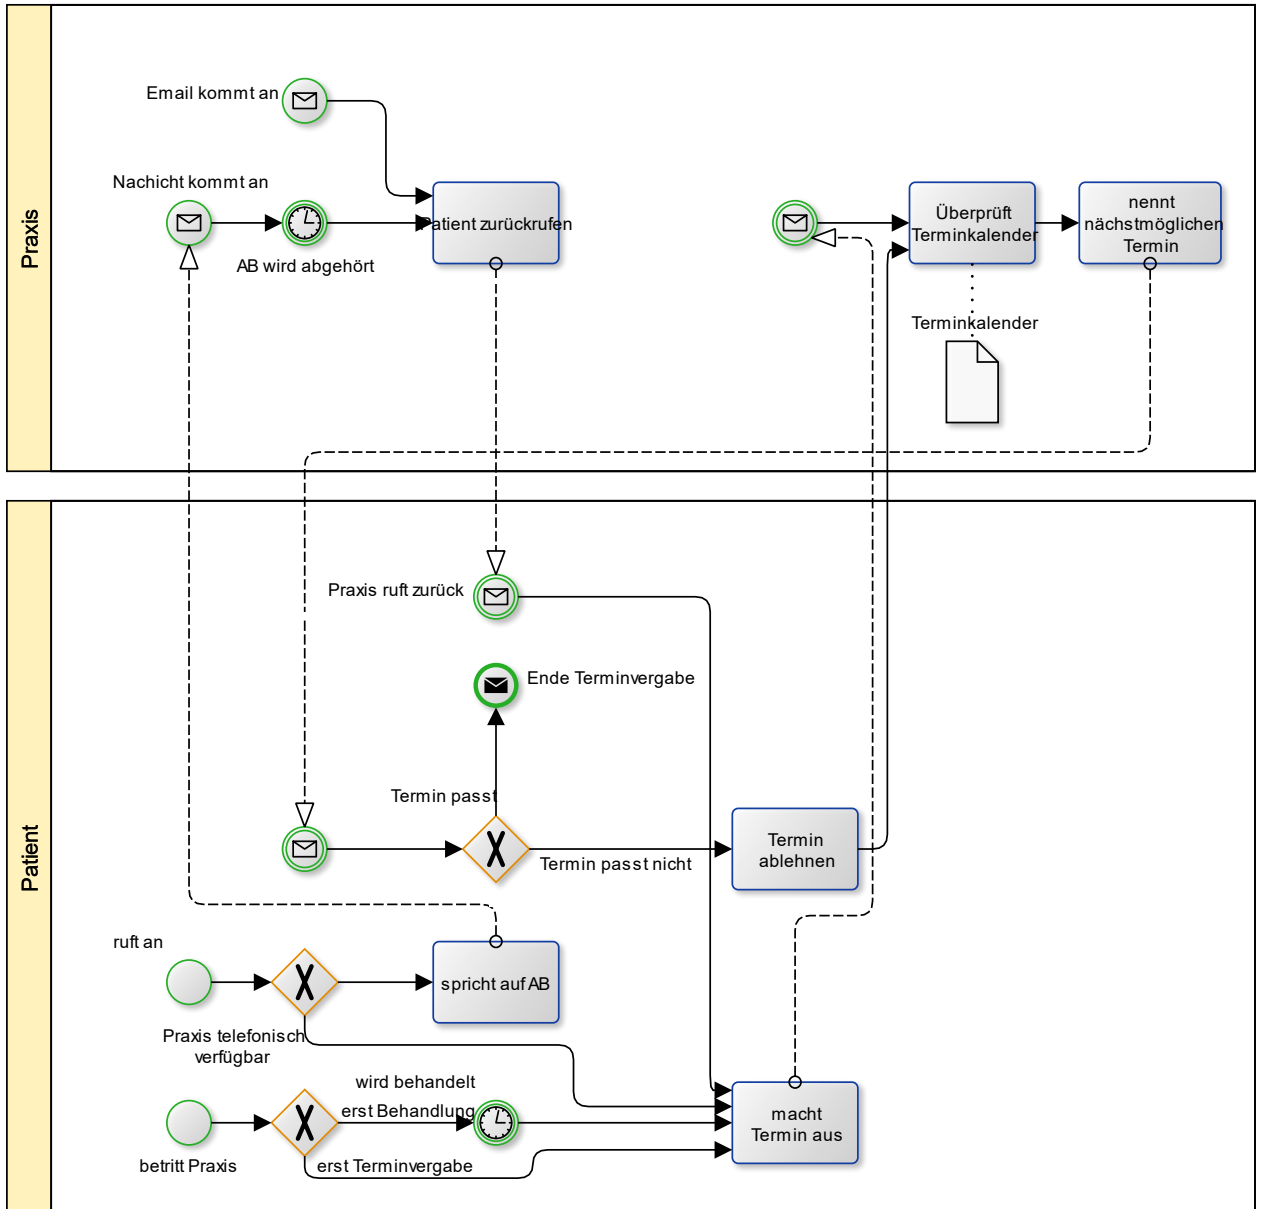 Praxis
Email kommt an
Nachicht kommt an
AB wird abgehört
Patient zurückrufen
Überprüft
Terminkalender
nennt
nächstmöglichen
Termin
Terminkalender
Patient
Praxis ruft zurück
Ende Terminvergabe
Termin passt
Termin passt nicht
Termin
ablehnen
ruft an
spricht auf AB
Praxis telefonisch
verfügbar
wird behandelt
erst Behandlung
macht
Termin aus
betritt Praxis
erst Terminvergabe